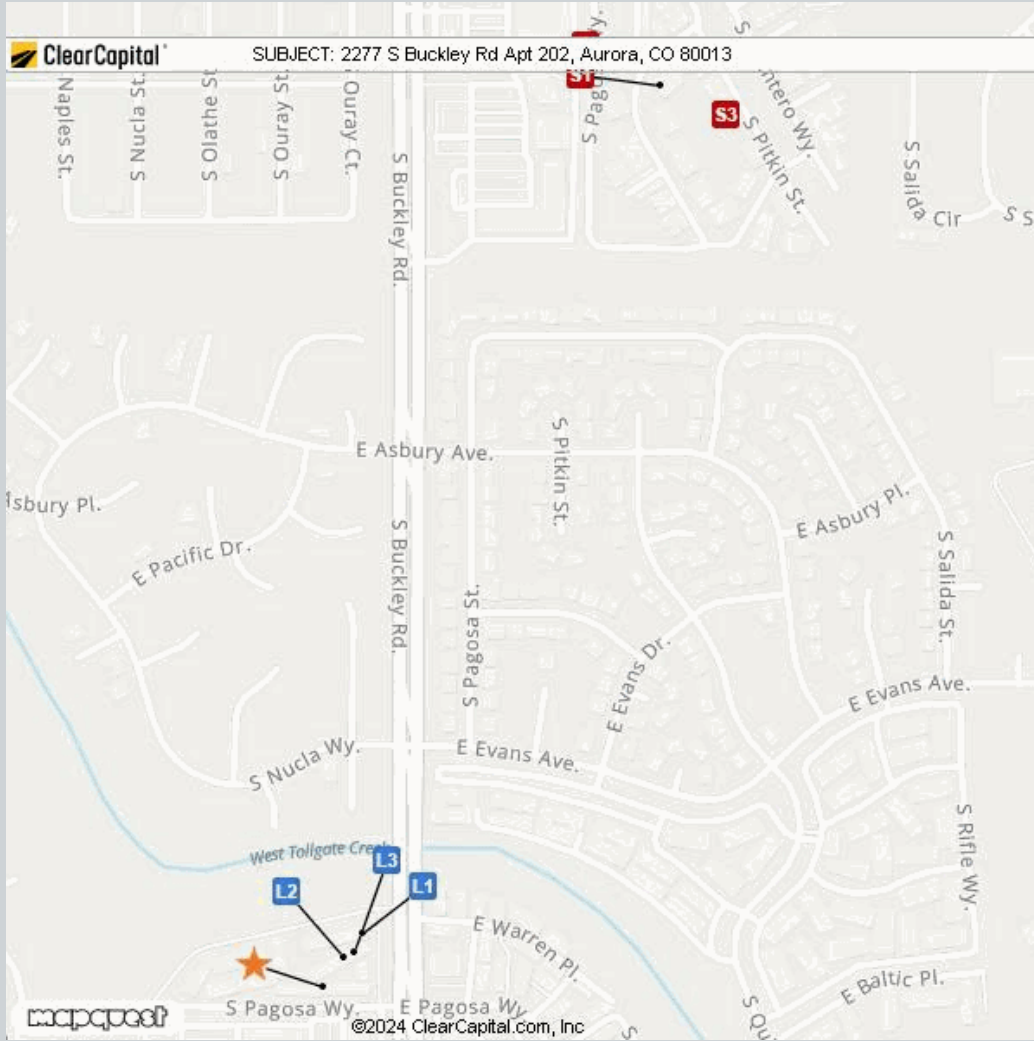 ClearCapital
SUBJECT: 2277 S Buckley Rd Apt 202, Aurora, CO 80013
S1
S3
Naples St.
S Nucla St.
S Olathe St
S Ouray St.
Ouray Ct.
S Buckley Rd.
S Pitkin St.
S Salida Cir
E Asbury Ave.
S Pitkin St.
Asbury Pl.
E Asbury Pl.
E Pacific Dr.
S Buckley Rd.
S Pagosa St.
S Salida St.
E Evans Dr.
E Evans Ave.
S Nucla Wy.
E Evans Ave.
S Rifle Wy.
West Tollgate Creek
L3
L2
L1
E Warren Pl.
E Baltic Pl.
S Pagosa Wy.
E Pagosa Wy
mapquest
©2024 ClearCapital.com, Inc